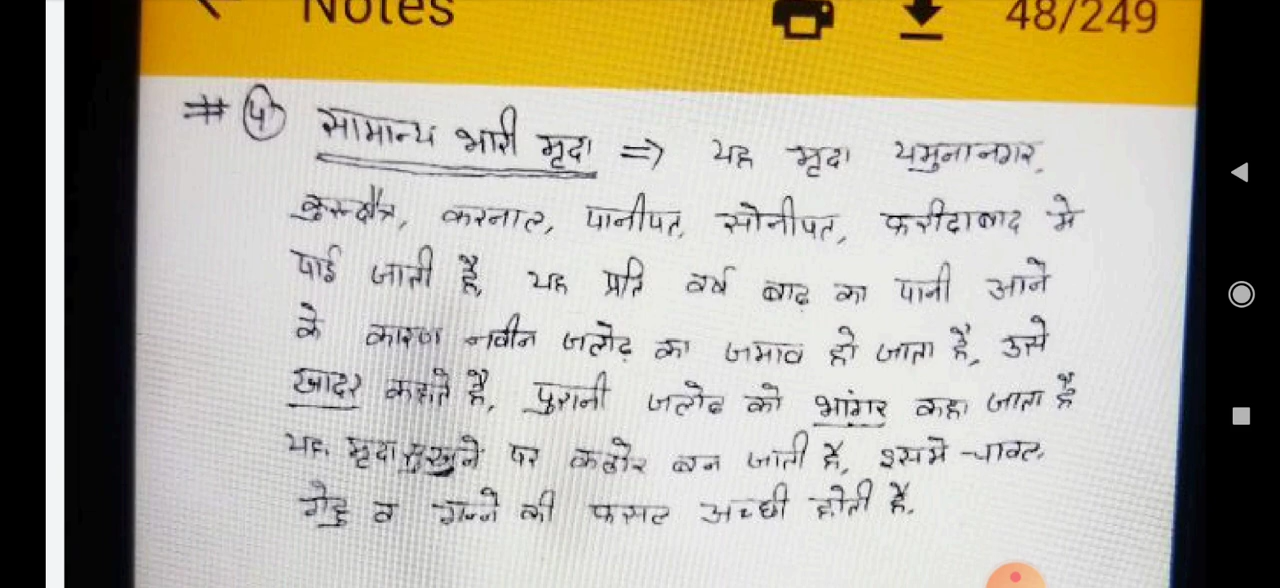 Notes 48/249
# ५ सामान्य भारी मृदा ⇒ यह मृदा यमुनानगर,
कुरुक्षैत्र, करनाल, पानीपत, सोनीपत, फरीदाबाद मे
पाई जाती है, यह प्रति वर्ष बाढ का पानी आने
के कारण नवीन जलोढ़ का जमाव हो जाता है, उसे
खादर कहते है, पुरानी जलोढ को भांगर कहा जाता है
यह मृदा सुखने पर कठोर बन जाती है, इसमे चावल,
गेहु व गन्ने की फसल अच्छी होती है.